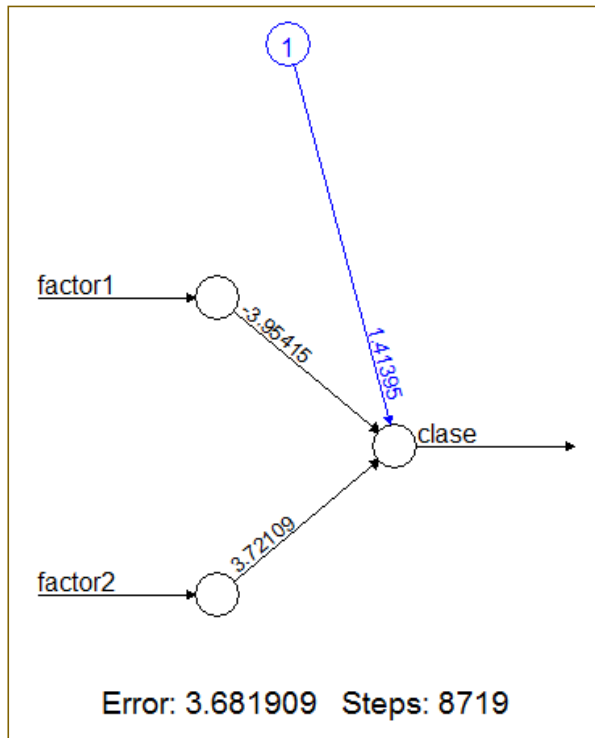 1
factor1
-3.95415
1.41395
clase
3.72109
factor2
Error: 3.681909 Steps: 8719